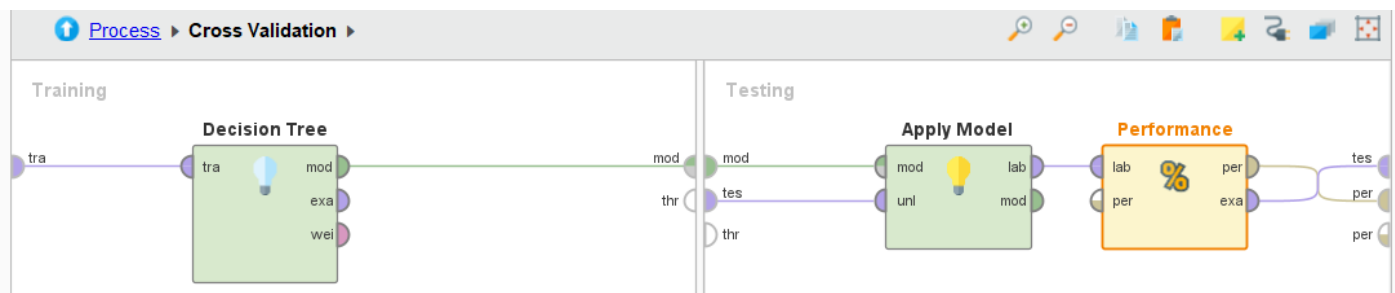 Process ▸ Cross Validation ▸
Training
Testing
Decision Tree
Apply Model
Performance
tra
tra
mod
mod
mod
mod
lab
lab
per
tes
exa
thr
tes
unl
mod
per
exa
per
wei
thr
per